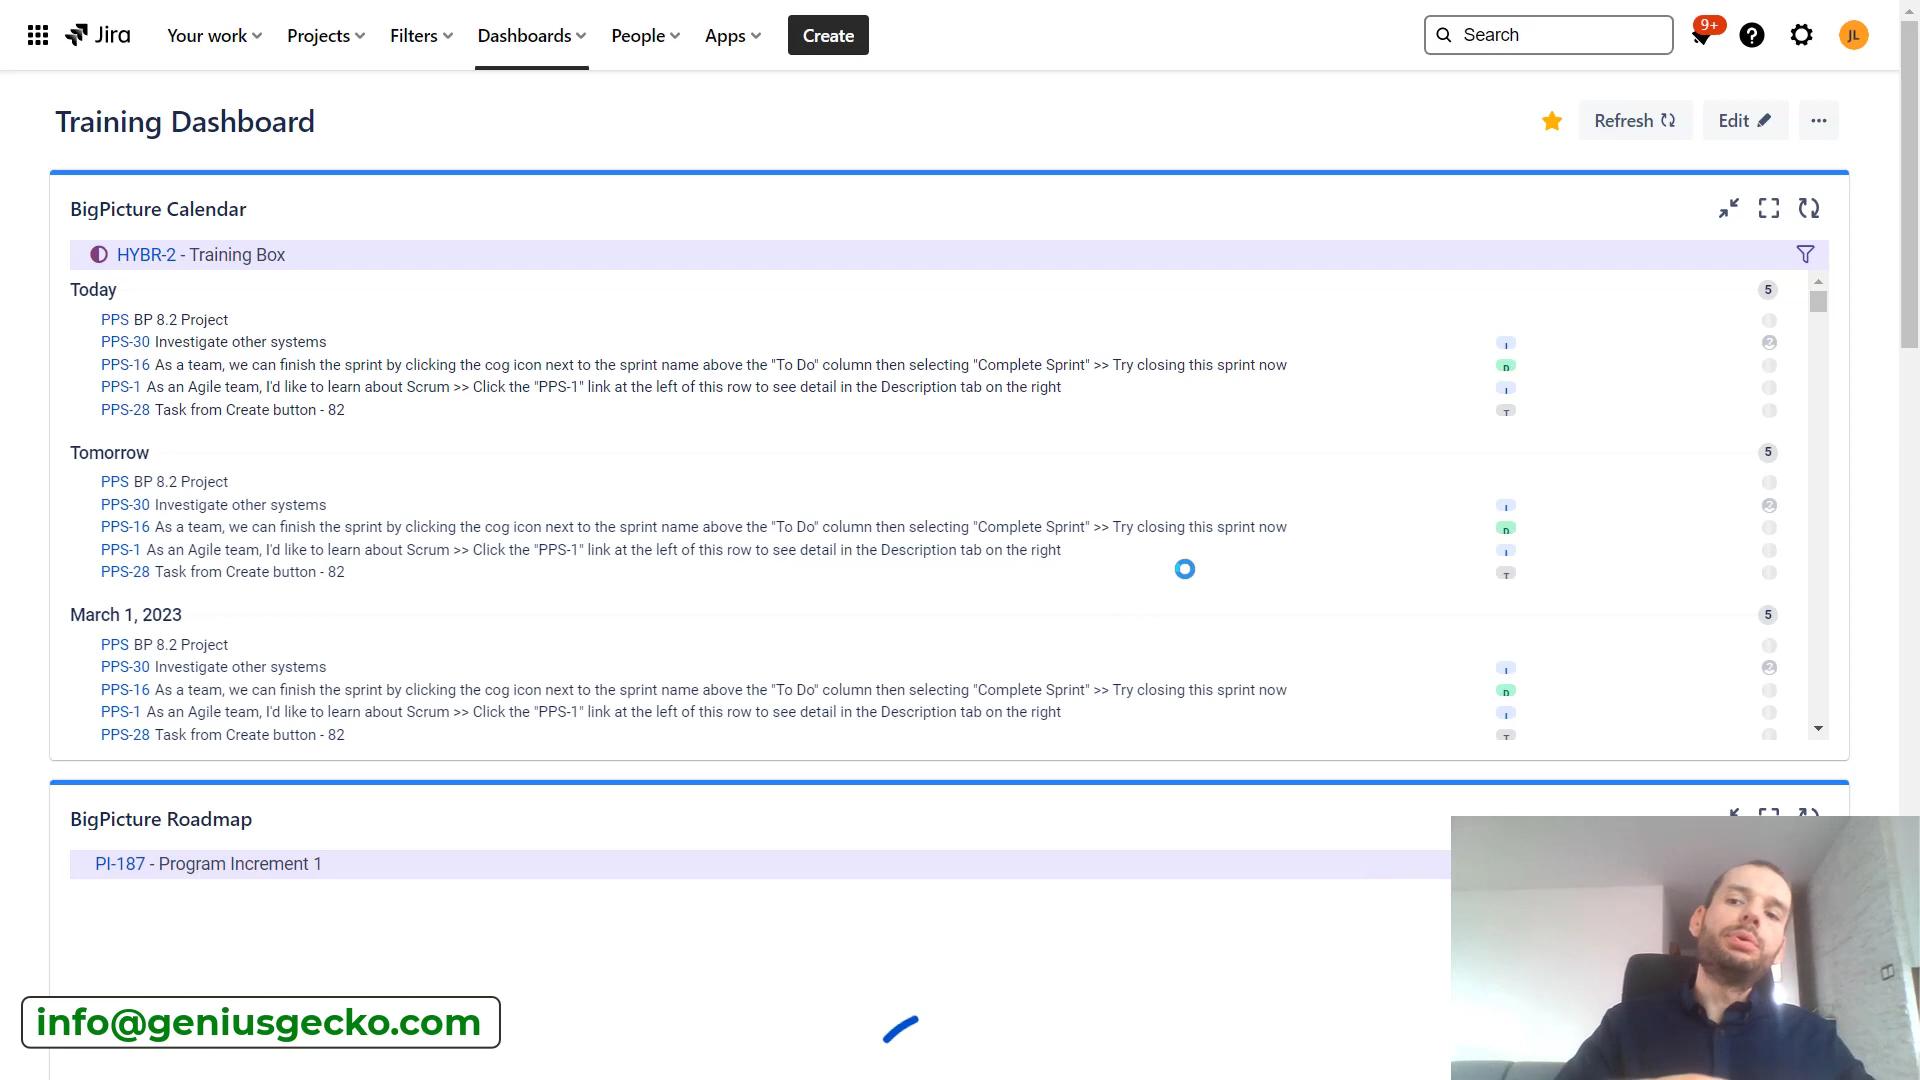 Jira Your work Projects Filters Dashboards People Apps Create Search 9+ JL
Training Dashboard Refresh Edit
BigPicture Calendar
HYBR-2 - Training Box
Today 5
PPS BP 8.2 Project
PPS-30 Investigate other systems I 2
PPS-16 As a team, we can finish the sprint by clicking the cog icon next to the sprint name above the "To Do" column then selecting "Complete Sprint" >> Try closing this sprint now D
PPS-1 As an Agile team, I'd like to learn about Scrum >> Click the "PPS-1" link at the left of this row to see detail in the Description tab on the right I
PPS-28 Task from Create button - 82 T
Tomorrow 5
PPS BP 8.2 Project
PPS-30 Investigate other systems I 2
PPS-16 As a team, we can finish the sprint by clicking the cog icon next to the sprint name above the "To Do" column then selecting "Complete Sprint" >> Try closing this sprint now D
PPS-1 As an Agile team, I'd like to learn about Scrum >> Click the "PPS-1" link at the left of this row to see detail in the Description tab on the right I
PPS-28 Task from Create button - 82 T
March 1, 2023 5
PPS BP 8.2 Project
PPS-30 Investigate other systems I 2
PPS-16 As a team, we can finish the sprint by clicking the cog icon next to the sprint name above the "To Do" column then selecting "Complete Sprint" >> Try closing this sprint now D
PPS-1 As an Agile team, I'd like to learn about Scrum >> Click the "PPS-1" link at the left of this row to see detail in the Description tab on the right I
PPS-28 Task from Create button - 82 T
BigPicture Roadmap
PI-187 - Program Increment 1
info@geniusgecko.com